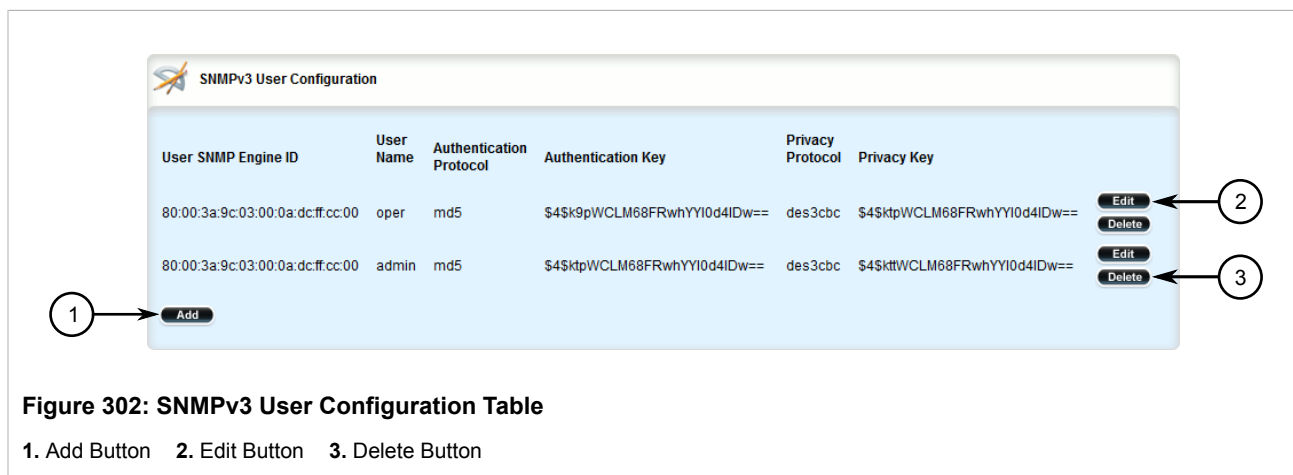 SNMPv3 User Configuration
User SNMP Engine ID User Name Authentication Protocol Authentication Key Privacy Protocol Privacy Key
80:00:3a:9c:03:00:0a:dc:ff:cc:00 oper md5 $4$k9pWCLM68FRwhYYI0d4IDw== des3cbc $4$ktpWCLM68FRwhYYI0d4IDw== Edit 2
Delete
80:00:3a:9c:03:00:0a:dc:ff:cc:00 admin md5 $4$ktpWCLM68FRwhYYI0d4IDw== des3cbc $4$kttWCLM68FRwhYYI0d4IDw== Edit
Delete 3
1 Add
Figure 302: SNMPv3 User Configuration Table
1. Add Button 2. Edit Button 3. Delete Button